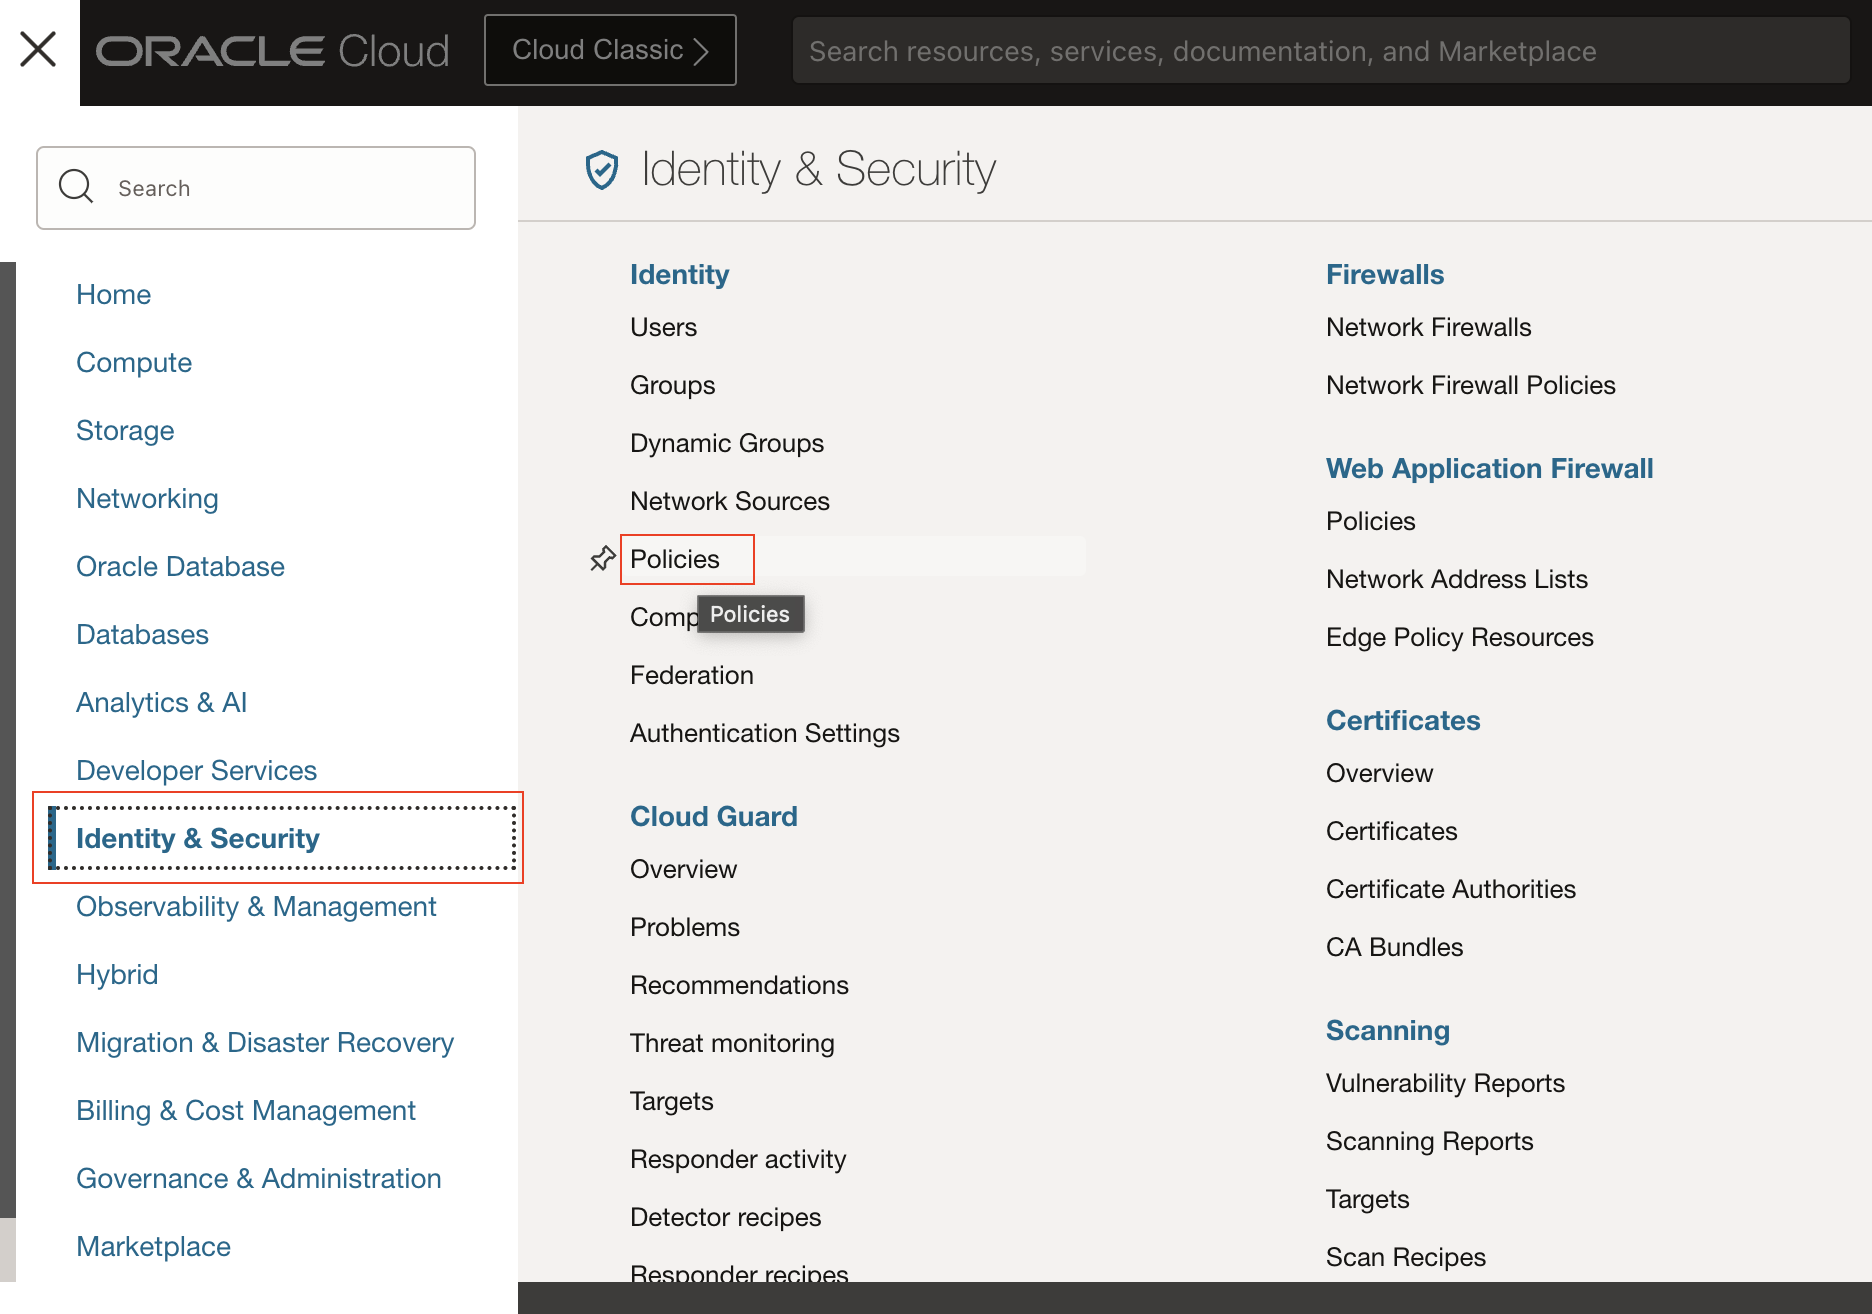 ORACLE Cloud
Cloud Classic
Search resources, services, documentation, and Marketplace
Search
Home
Compute
Storage
Networking
Oracle Database
Databases
Analytics & AI
Developer Services
Identity & Security
Observability & Management
Hybrid
Migration & Disaster Recovery
Billing & Cost Management
Governance & Administration
Marketplace
Identity & Security
Identity
Users
Groups
Dynamic Groups
Network Sources
Policies
Comp
Policies
Federation
Authentication Settings
Cloud Guard
Overview
Problems
Recommendations
Threat monitoring
Targets
Responder activity
Detector recipes
Responder recipes
Firewalls
Network Firewalls
Network Firewall Policies
Web Application Firewall
Policies
Network Address Lists
Edge Policy Resources
Certificates
Overview
Certificates
Certificate Authorities
CA Bundles
Scanning
Vulnerability Reports
Scanning Reports
Targets
Scan Recipes